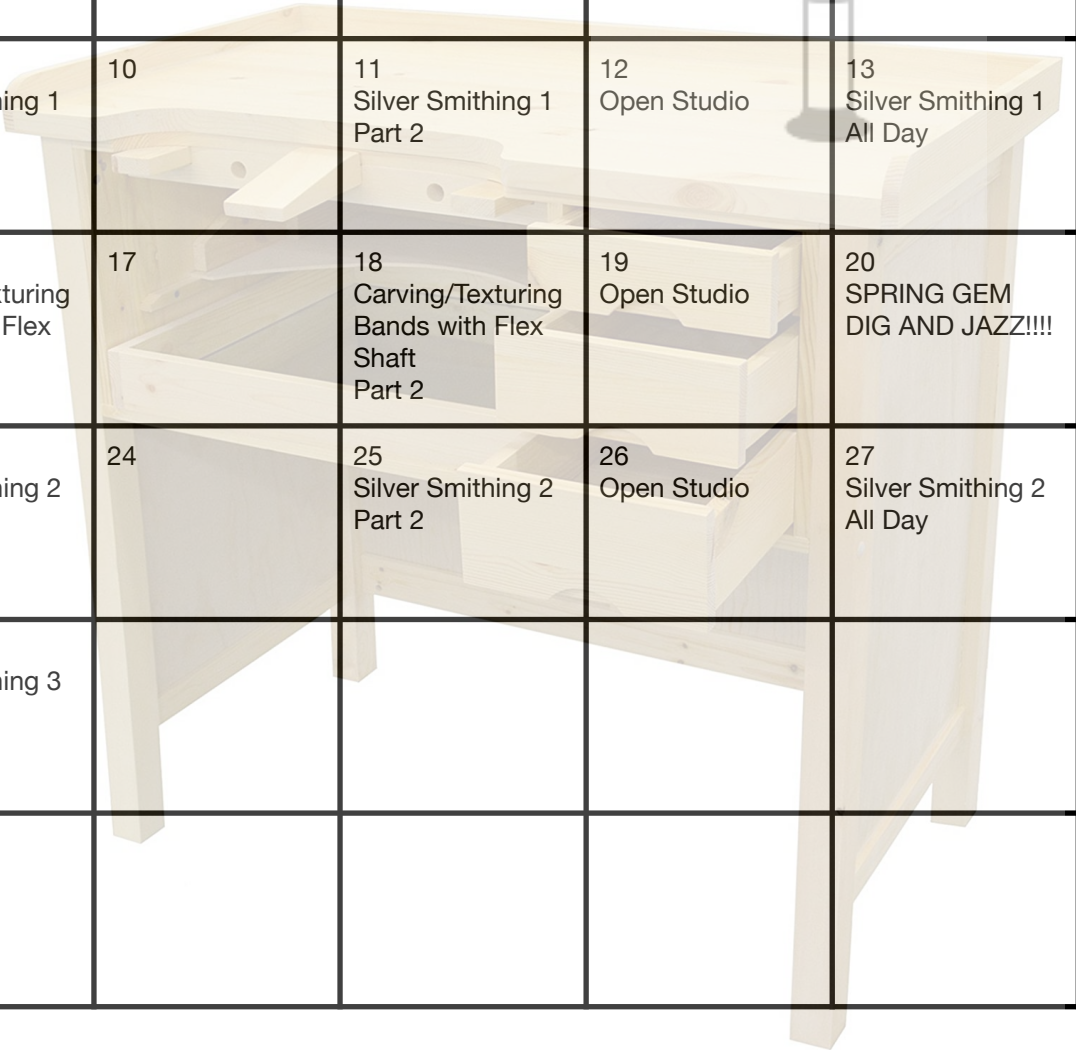 10
11
12
13
ing 1
Silver Smithing 1
Open Studio
Silver Smithing 1
Part 2
All Day
17
18
19
20
turing
Carving/Texturing
Open Studio
SPRING GEM
Flex
Bands with Flex
DIG AND JAZZ!!!!
Shaft
Part 2
24
25
26
27
ing 2
Silver Smithing 2
Open Studio
Silver Smithing 2
Part 2
All Day
ing 3